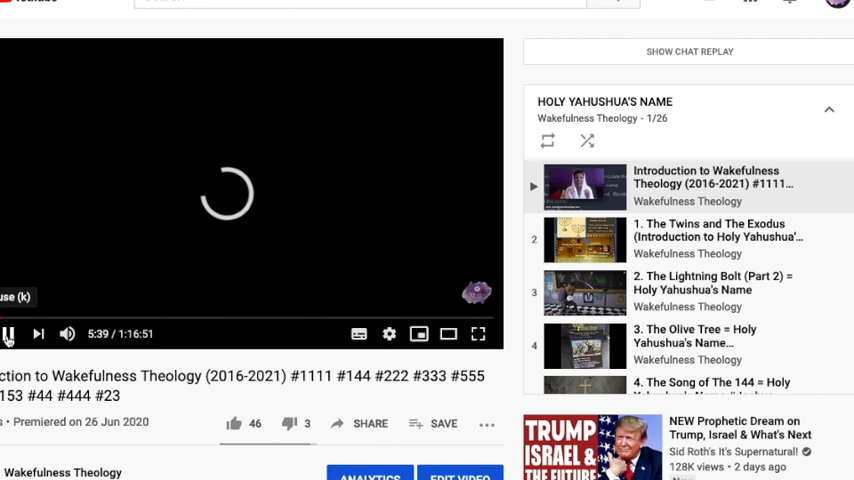 SHOW CHAT REPLAY
use (k)
5:39 / 1:16:51
ction to Wakefulness Theology (2016-2021) #1111 #144 #222 #333 #555
153 #44 #444 #23
s • Premiered on 26 Jun 2020
46
3
SHARE
SAVE
Wakefulness Theology
ANALYTICS
EDIT VIDEO
HOLY YAHUSHUA'S NAME
Wakefulness Theology - 1/26
Introduction to Wakefulness
Theology (2016-2021) #1111...
Wakefulness Theology
2
1. The Twins and The Exodus
(Introduction to Holy Yahushua'...
Wakefulness Theology
3
2. The Lightning Bolt (Part 2) =
Holy Yahushua's Name
Wakefulness Theology
4
3. The Olive Tree = Holy
Yahushua's Name...
Wakefulness Theology
4. The Song of The 144 = Holy
TRUMP
ISRAEL &
THE FUTURE
NEW Prophetic Dream on
Trump, Israel & What's Next
Sid Roth's It's Supernatural!
128K views • 2 days ago
New